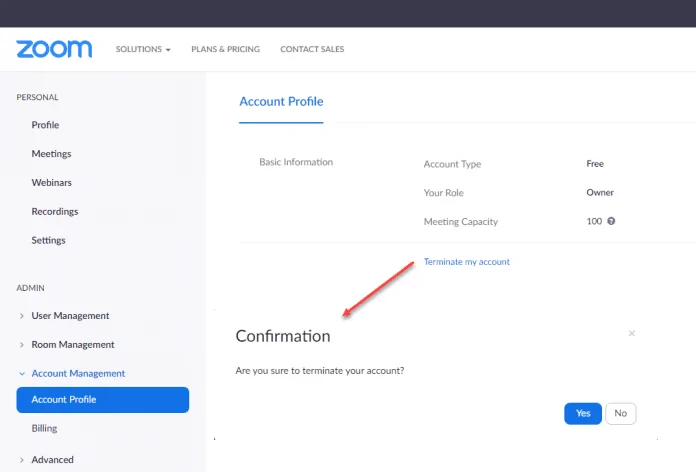 zoom SOLUTIONS PLANS & PRICING CONTACT SALES
PERSONAL
Profile
Meetings
Webinars
Recordings
Settings
ADMIN
User Management
Room Management
Account Management
Account Profile
Billing
Advanced
Account Profile
Basic Information
Account Type Free
Your Role Owner
Meeting Capacity 100 ?
Terminate my account
Confirmation ×
Are you sure to terminate your account?
Yes No